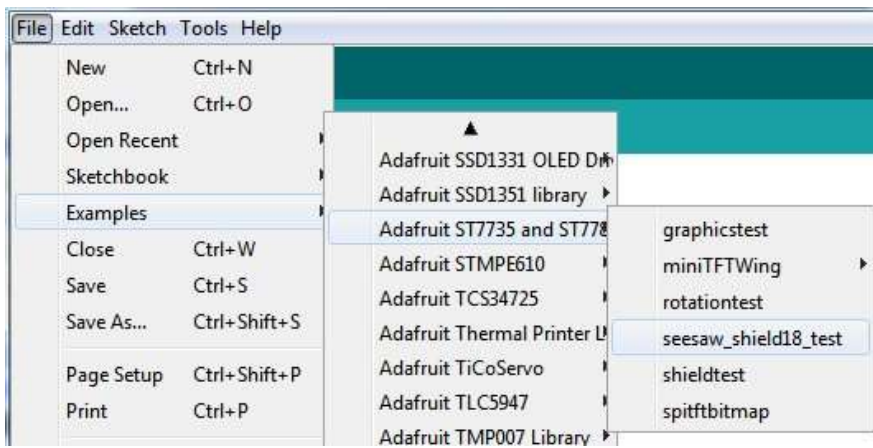 File Edit Sketch Tools Help
New Ctrl+N
Open... Ctrl+O
Open Recent
Sketchbook
Examples
Close Ctrl+W
Save Ctrl+S
Save As... Ctrl+Shift+S
Page Setup Ctrl+Shift+P
Print Ctrl+P
Adafruit SSD1331 OLED Dri
Adafruit SSD1351 library
Adafruit ST7735 and ST778
Adafruit STMPE610
Adafruit TCS34725
Adafruit Thermal Printer L
Adafruit TiCoServo
Adafruit TLC5947
Adafruit TMP007 Library
graphicstest
miniTFTWing
rotationtest
seesaw_shield18_test
shieldtest
spitftbitmap